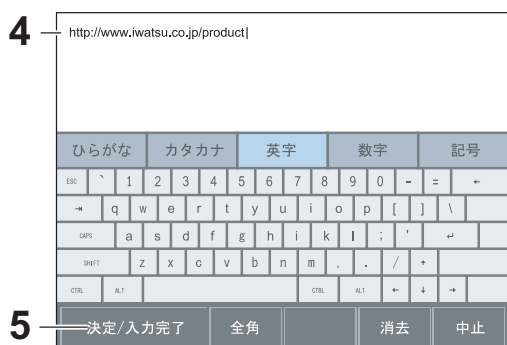 4
http://www.iwatsu.co.jp/product
ひらがな カタカナ 英字 数字 記号
ESC ` 1 2 3 4 5 6 7 8 9 0 - = ←
⇥ q w e r t y u i o p [ ] \
CAPS a s d f g h i k l ; ' ↵
SHIFT z x c v b n m , . / ↑
CTRL ALT CTRL ALT ← ↓ →
5 決定/入力完了 全角 消去 中止